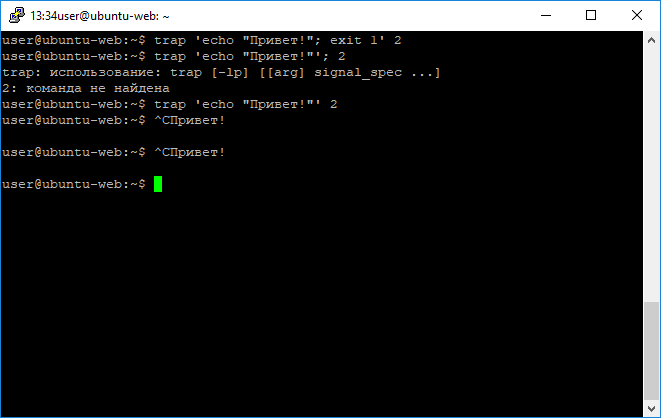 13:34user@ubuntu-web: ~
user@ubuntu-web:~$ trap 'echo "Привет!"; exit 1' 2
user@ubuntu-web:~$ trap 'echo "Привет!"'; 2
trap: использование: trap [-lp] [[arg] signal_spec ...]
2: команда не найдена
user@ubuntu-web:~$ trap 'echo "Привет!"' 2
user@ubuntu-web:~$ ^CПривет!
user@ubuntu-web:~$ ^CПривет!
user@ubuntu-web:~$